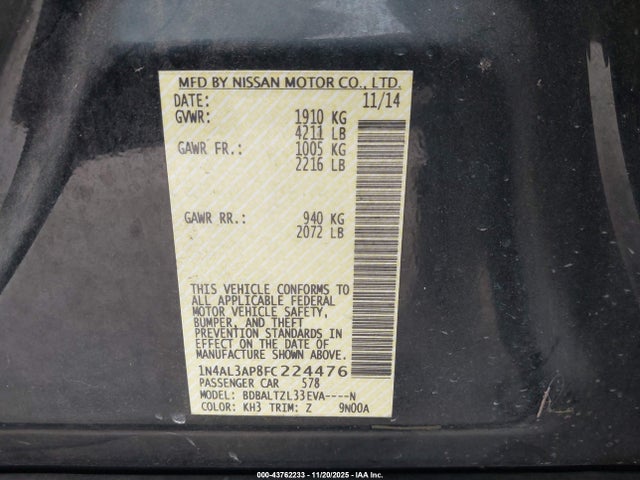 MFD BY NISSAN MOTOR CO., LTD.
DATE: 11/14
GVWR: 1910 KG
4211 LB
GAWR FR.: 1005 KG
2216 LB
GAWR RR.: 940 KG
2072 LB
THIS VEHICLE CONFORMS TO
ALL APPLICABLE FEDERAL
MOTOR VEHICLE SAFETY,
BUMPER, AND THEFT
PREVENTION STANDARDS IN
EFFECT ON THE DATE OF
MANUFACTURE SHOWN ABOVE.
1N4AL3AP8FC224476
PASSENGER CAR 578
MODEL: BDBALTZL33EVA----N
COLOR: KH3 TRIM: Z 9N00A
000-43762233 - 11/20/2025 - IAA Inc.